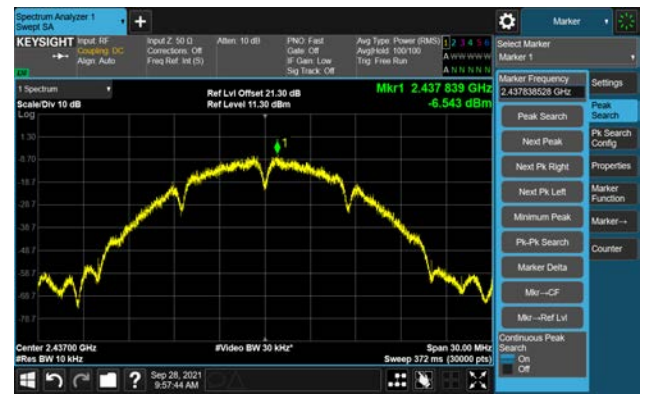 Spectrum Analyzer 1
Swept SA
Marker
KEYSIGHT
Input: RF
Coupling: DC
Align: Auto
Input Z: 50 Ω
Corrections: Off
Freq Ref: Int (S)
Atten: 10 dB
PNO: Fast
Gate: Off
IF Gain: Low
Sig Track: Off
Avg Type: Power (RMS)
Avg|Hold: 100/100
Trig: Free Run
1 2 3 4 5 6
A W W W W W
A N N N N N
Select Marker
Marker 1
1 Spectrum
Scale/Div 10 dB
Log
Ref Lvl Offset 21.30 dB
Ref Level 11.30 dBm
Mkr1 2.437 839 GHz
-6.543 dBm
Marker Frequency
2.437838528 GHz
Peak Search
Next Peak
Next Pk Right
Next Pk Left
Minimum Peak
Pk-Pk Search
Marker Delta
Mkr→CF
Mkr→Ref Lvl
Continuous Peak
Search
On
Off
Settings
Peak
Search
Pk Search
Config
Properties
Marker
Function
Marker→
Counter
1.30
-8.70
-18.7
-28.7
-38.7
-48.7
-58.7
-68.7
-78.7
1
Center 2.43700 GHz
#Res BW 10 kHz
#Video BW 30 kHz*
Span 30.00 MHz
Sweep 372 ms (30000 pts)
Sep 28, 2021
9:57:44 AM